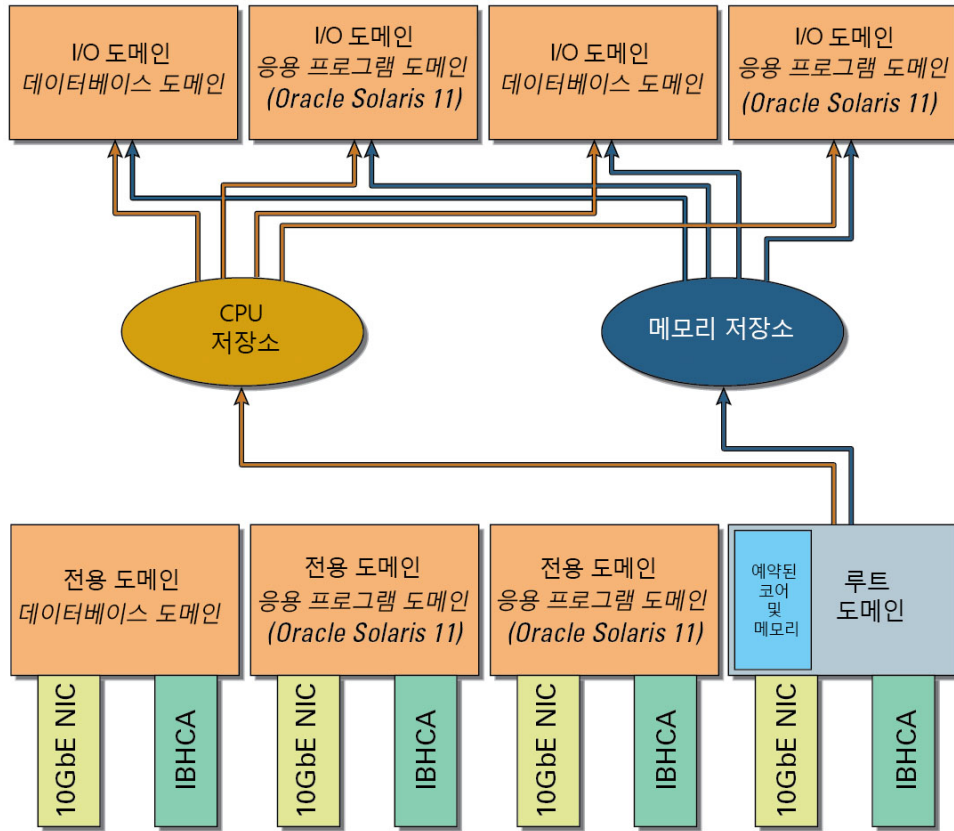 I/O 도메인
데이터베이스 도메인
I/O 도메인
응용 프로그램 도메인
(Oracle Solaris 11)
I/O 도메인
데이터베이스 도메인
I/O 도메인
응용 프로그램 도메인
(Oracle Solaris 11)
CPU
저장소
메모리 저장소
전용 도메인
데이터베이스 도메인
전용 도메인
응용 프로그램 도메인
(Oracle Solaris 11)
전용 도메인
응용 프로그램 도메인
(Oracle Solaris 11)
예약된
코어
및
메모리
루트
도메인
10GbE NIC
IBHCA
10GbE NIC
IBHCA
10GbE NIC
IBHCA
10GbE NIC
IBHCA